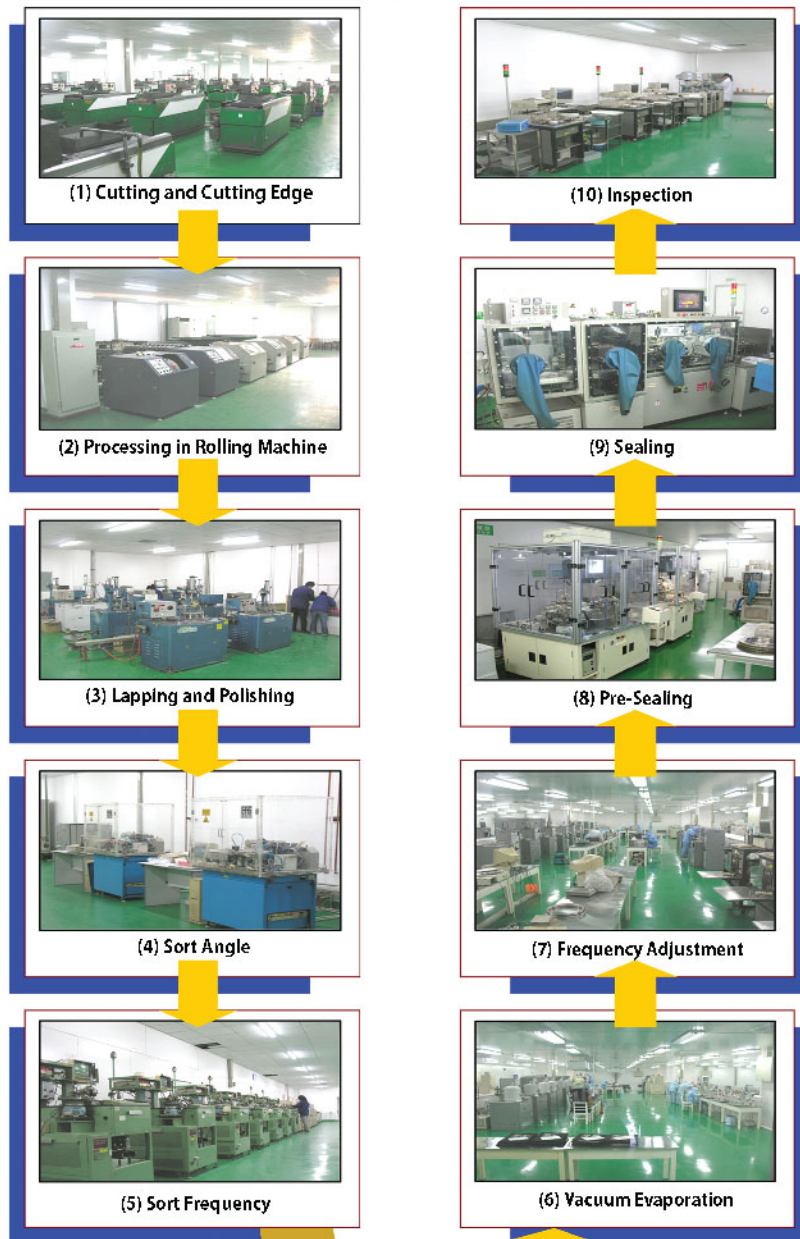 (1) Cutting and Cutting Edge
(2) Processing in Rolling Machine
(3) Lapping and Polishing
(4) Sort Angle
(5) Sort Frequency
(6) Vacuum Evaporation
(7) Frequency Adjustment
(8) Pre-Sealing
(9) Sealing
(10) Inspection